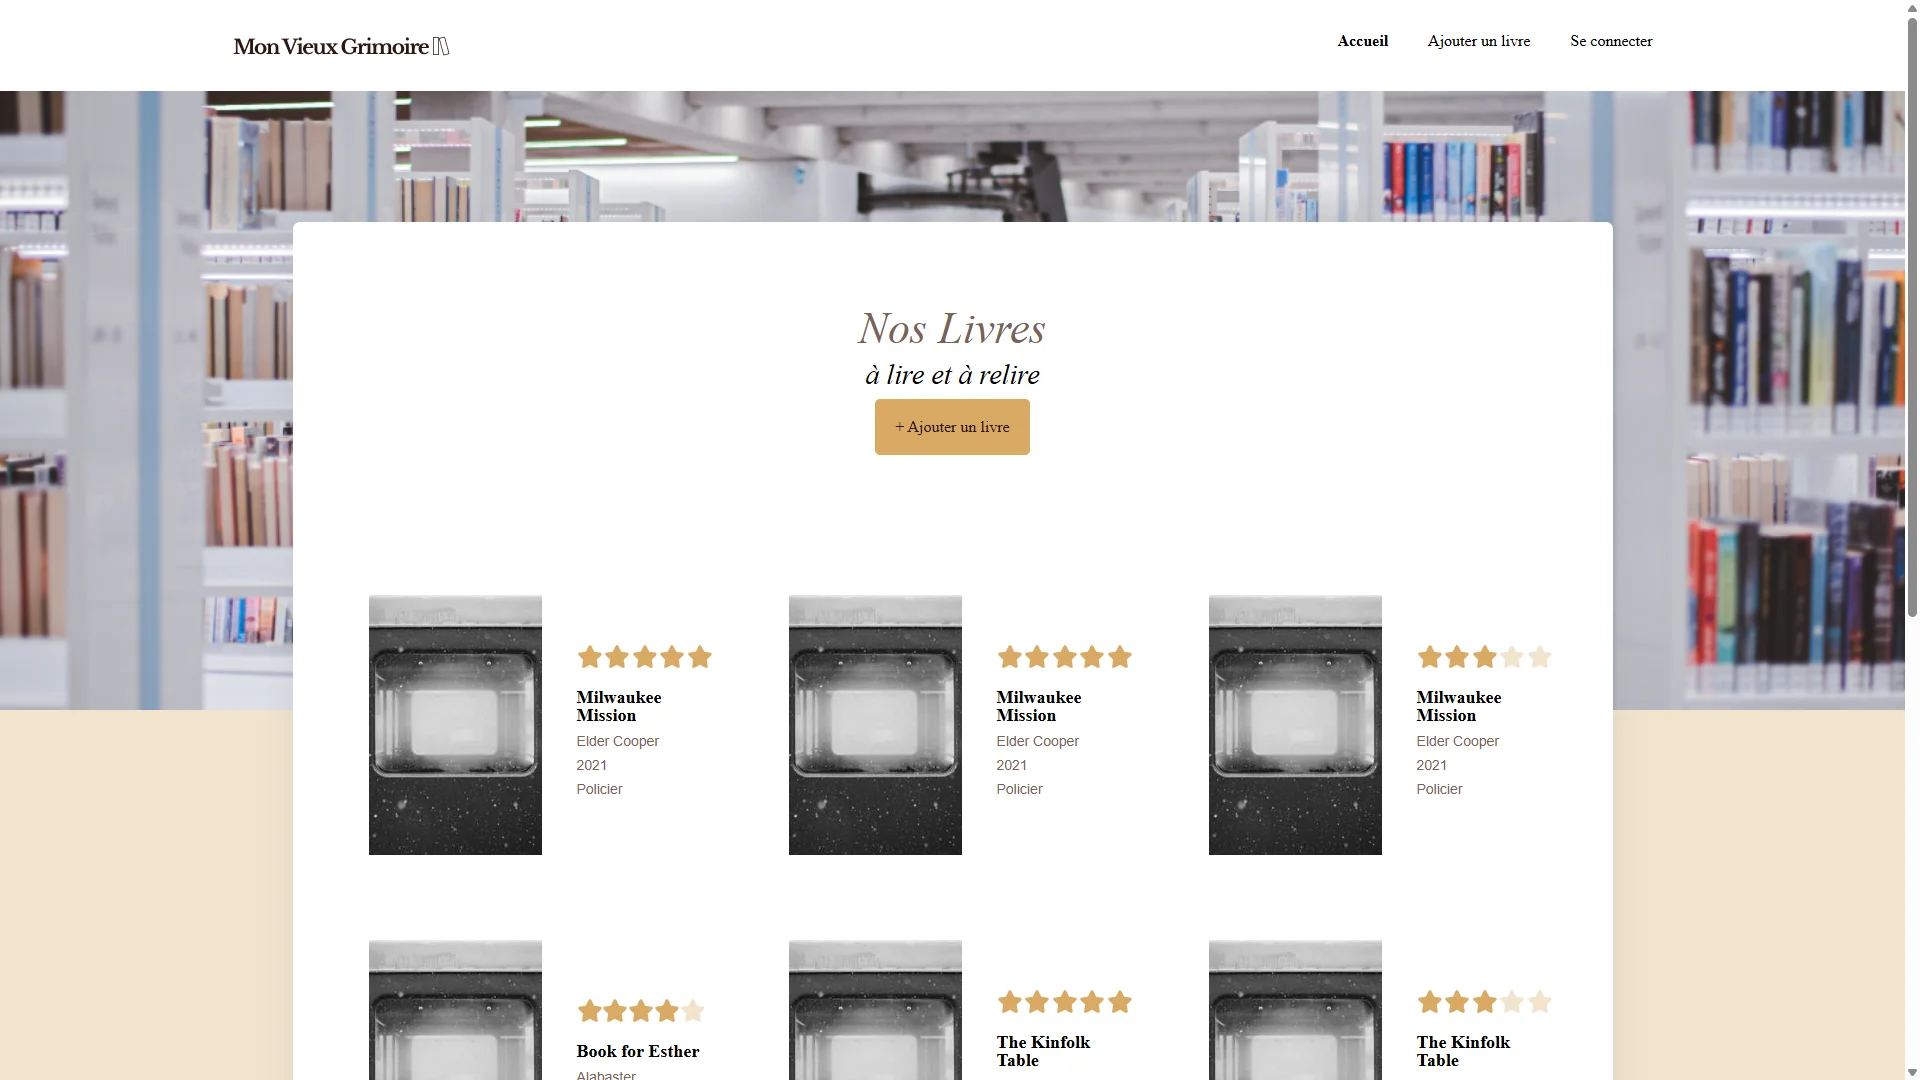 Mon Vieux Grimoire
Accueil
Ajouter un livre
Se connecter
Nos Livres
à lire et à relire
+ Ajouter un livre
Milwaukee
Mission
Elder Cooper
2021
Policier
Milwaukee
Mission
Elder Cooper
2021
Policier
Milwaukee
Mission
Elder Cooper
2021
Policier
Book for Esther
Alabaster
The Kinfolk
Table
The Kinfolk
Table